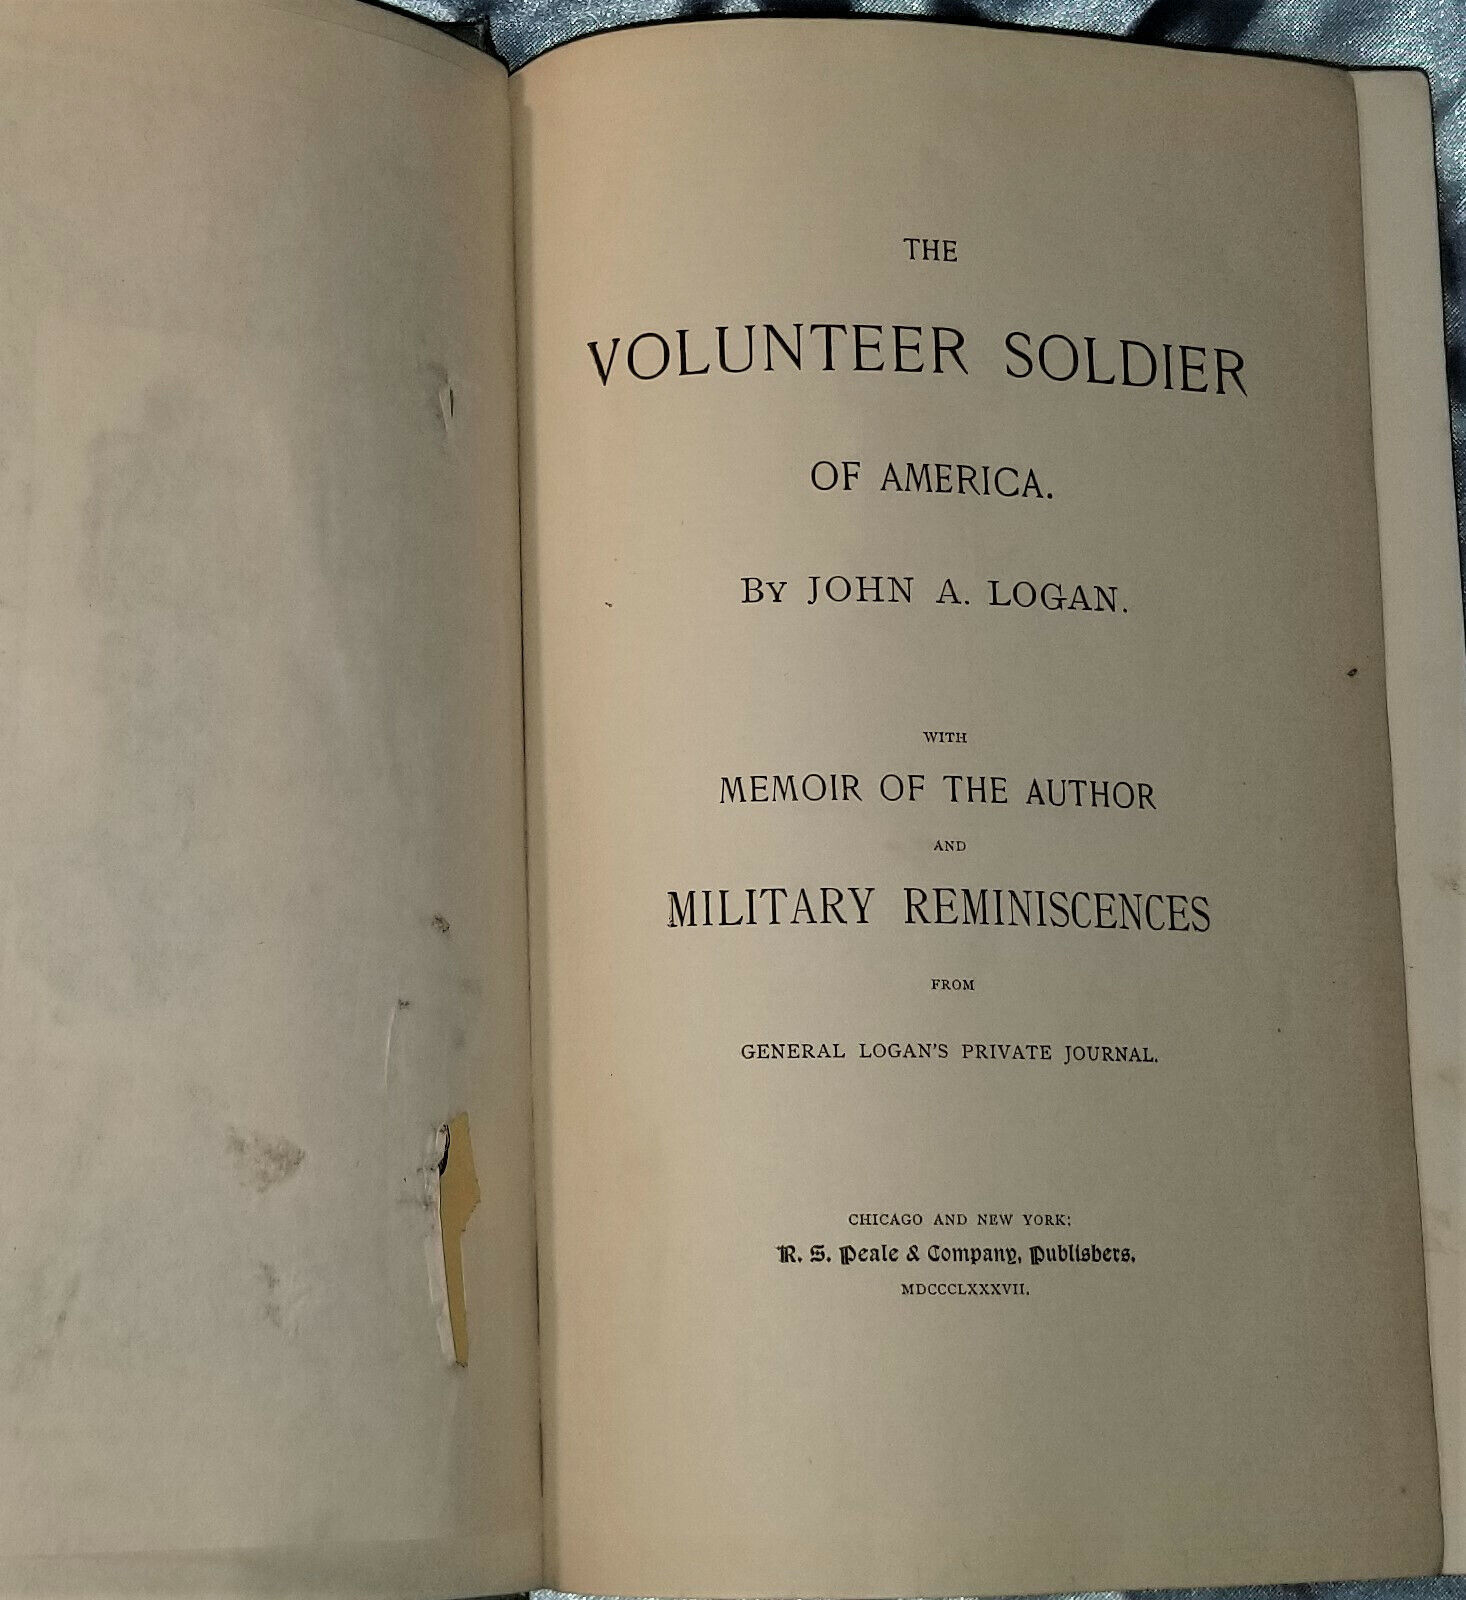 THE
VOLUNTEER SOLDIER
OF AMERICA.
BY JOHN A. LOGAN.
WITH
MEMOIR OF THE AUTHOR
AND
MILITARY REMINISCENCES
FROM
GENERAL LOGAN'S PRIVATE JOURNAL.
CHICAGO AND NEW YORK:
R. S. Peale & Company, Publishers.
MDCCCLXXXVII.